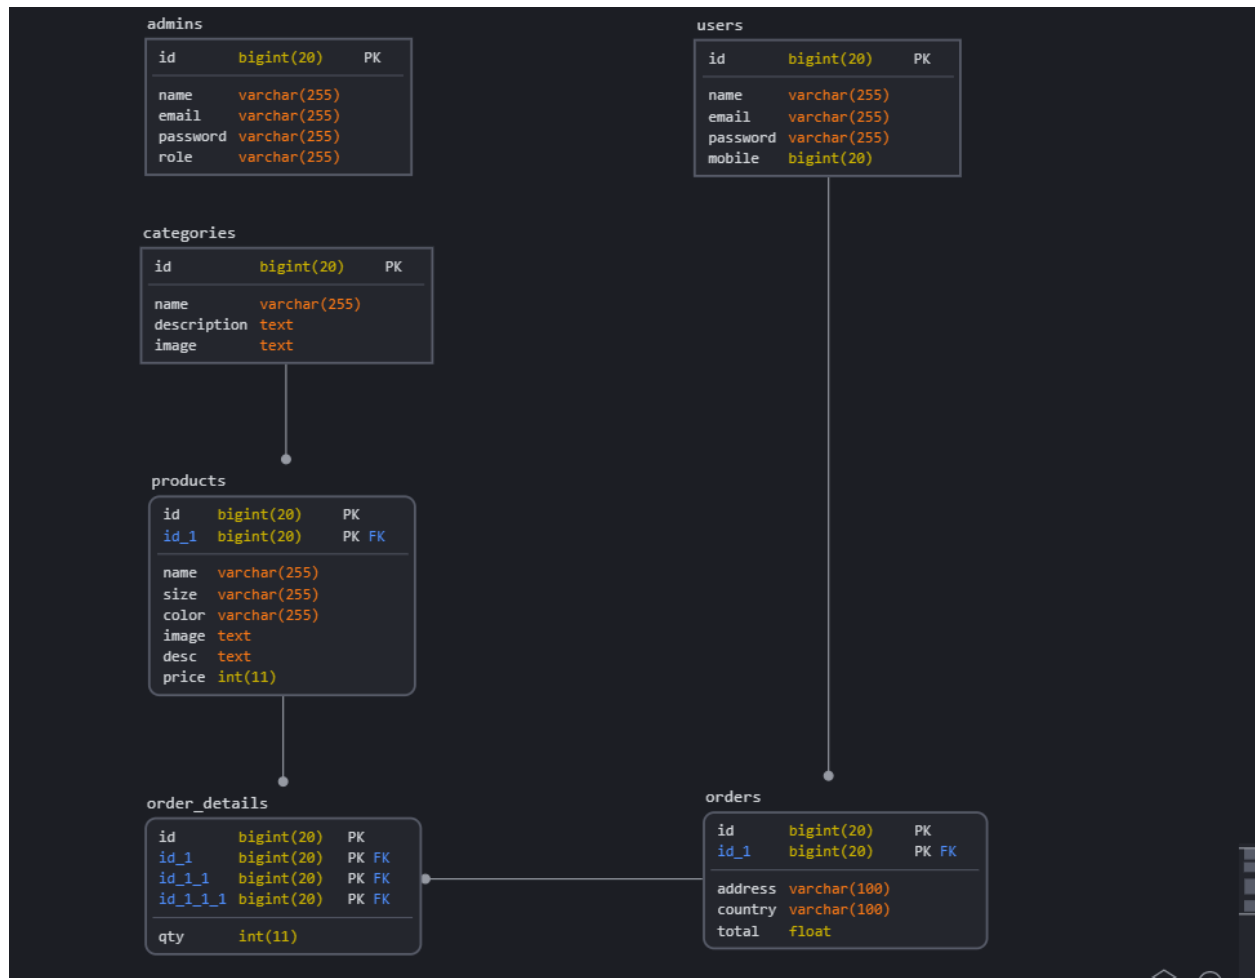 admins
id bigint(20) PK
name varchar(255)
email varchar(255)
password varchar(255)
role varchar(255)
users
id bigint(20) PK
name varchar(255)
email varchar(255)
password varchar(255)
mobile bigint(20)
categories
id bigint(20) PK
name varchar(255)
description text
image text
products
id bigint(20) PK
id_1 bigint(20) PK FK
name varchar(255)
size varchar(255)
color varchar(255)
image text
desc text
price int(11)
order_details
id bigint(20) PK
id_1 bigint(20) PK FK
id_1_1 bigint(20) PK FK
id_1_1_1 bigint(20) PK FK
qty int(11)
orders
id bigint(20) PK
id_1 bigint(20) PK FK
address varchar(100)
country varchar(100)
total float